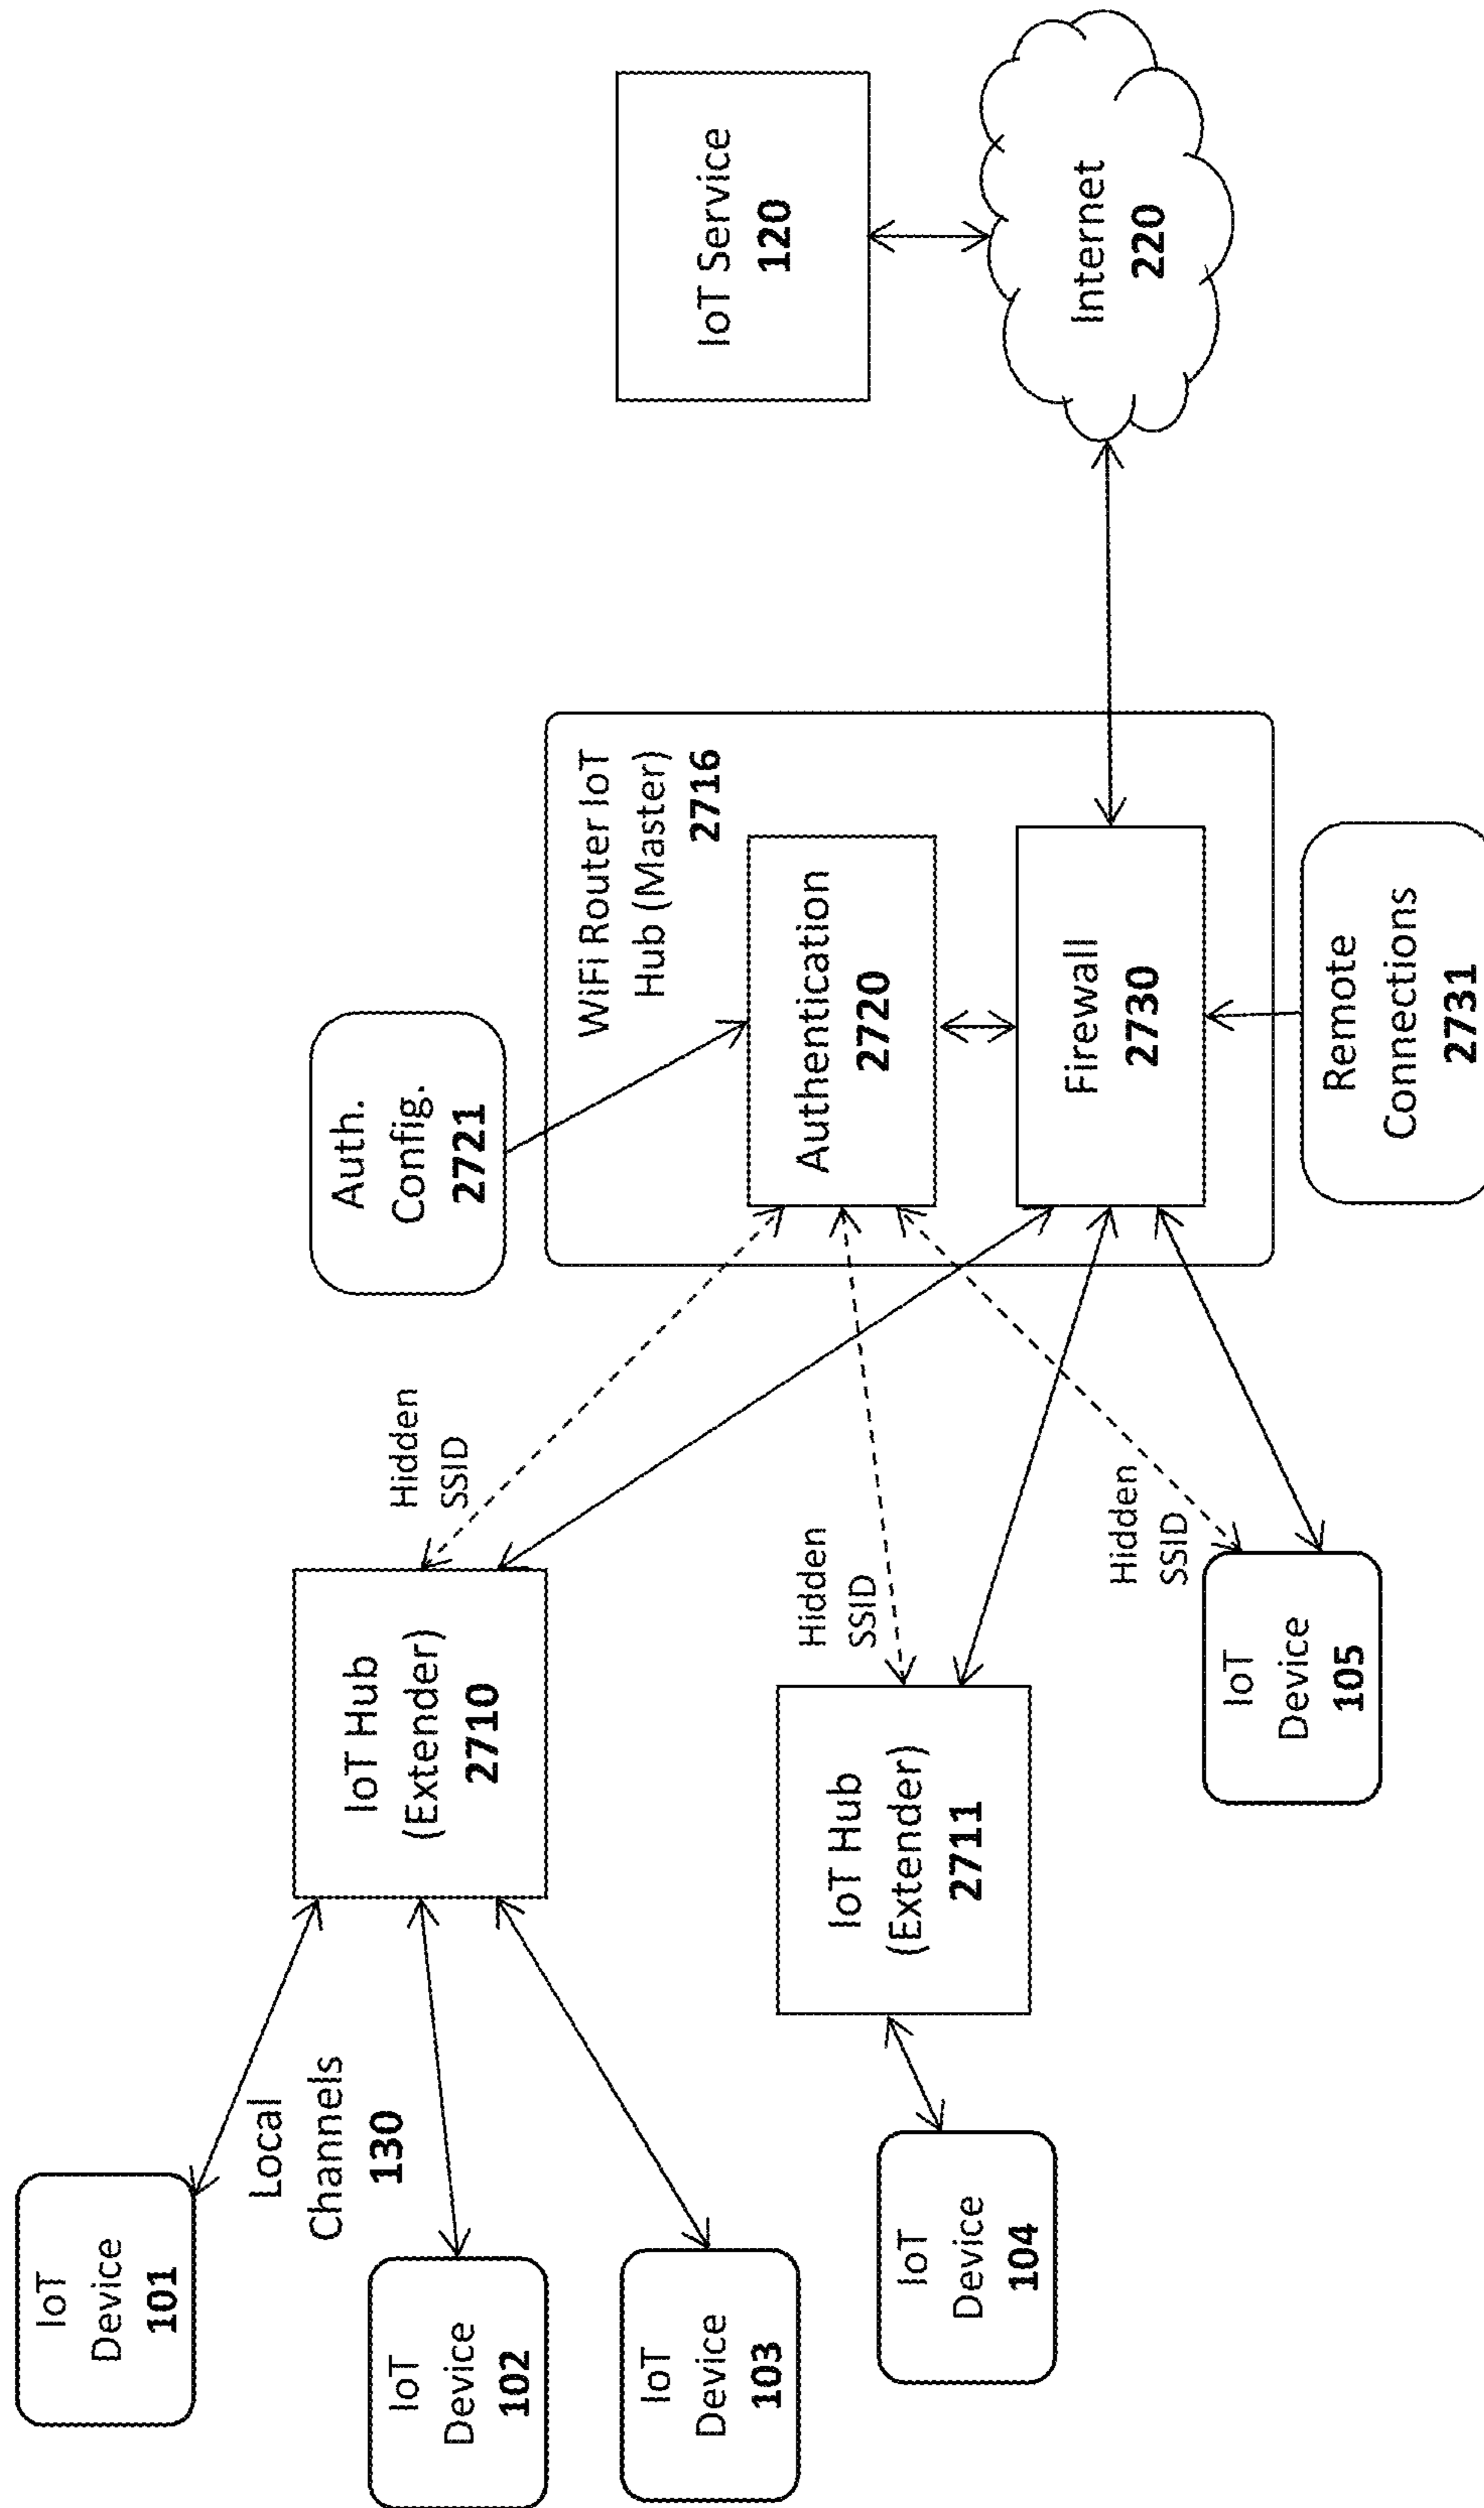 IoT
Device
101
Local
Channels
130
IoT
Device
102
IoT
Device
103
IoT
Device
104
IoT Hub
(Extender)
2710
IoT Hub
(Extender)
2711
IoT
Device
105
Hidden
SSID
Hidden
SSID
Hidden
SSID
Auth.
Config.
2721
WiFi Router IoT
Hub (Master)
2716
Authentication
2720
Firewall
2730
Remote
Connections
2731
IoT Service
120
Internet
220